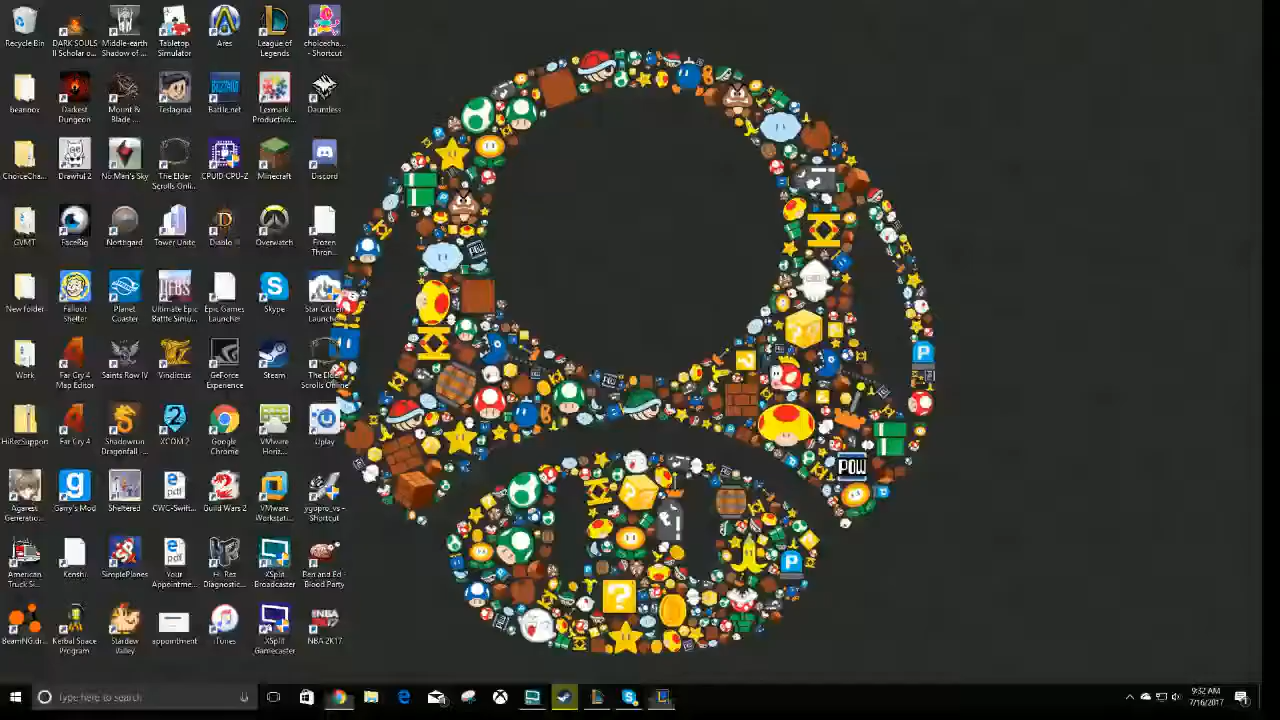 Recycle Bin
DARK SOULS II Scholar o...
Middle-earth Shadow of ...
Tabletop Simulator
Ares
League of Legends
choicecha... - Shortcut
beanbox
Darkest Dungeon
Mount & Blade ...
Teslagrad
Battle.net
Lexmark Productivit...
Dauntless
ChoiceCha...
Drawful 2
No Man's Sky
The Elder Scrolls Onli...
CPUID CPU-Z
Minecraft
Discord
GVMT
FaceRig
Northgard
Tower Unite
Diablo III
Overwatch
Frozen Thron...
New folder
Fallout Shelter
Planet Coaster
Ultimate Epic Battle Simu...
Epic Games Launcher
Skype
Star Citizen Launcher
Work
Far Cry 4 Map Editor
Saints Row IV
Vindictus
GeForce Experience
Steam
The Elder Scrolls Online
HiRezSupport
Far Cry 4
Shadowrun Dragonfall - ...
XCOM 2
Google Chrome
VMware Horiz...
Uplay
Agarest Generation...
Garry's Mod
Sheltered
CWC-Swift...
Guild Wars 2
VMware Workstat...
ygopro_vs - Shortcut
American Truck Si...
Kenshi
SimplePlanes
Your Appointme...
Hi-Rez Diagnostic...
XSplit Broadcaster
Ben and Ed - Blood Party
BeamNG.dr...
Kerbal Space Program
Stardew Valley
appointment
iTunes
XSplit Gamecaster
NBA 2K17
POW
P
P
?
Type here to search
9:32 AM
7/16/2017